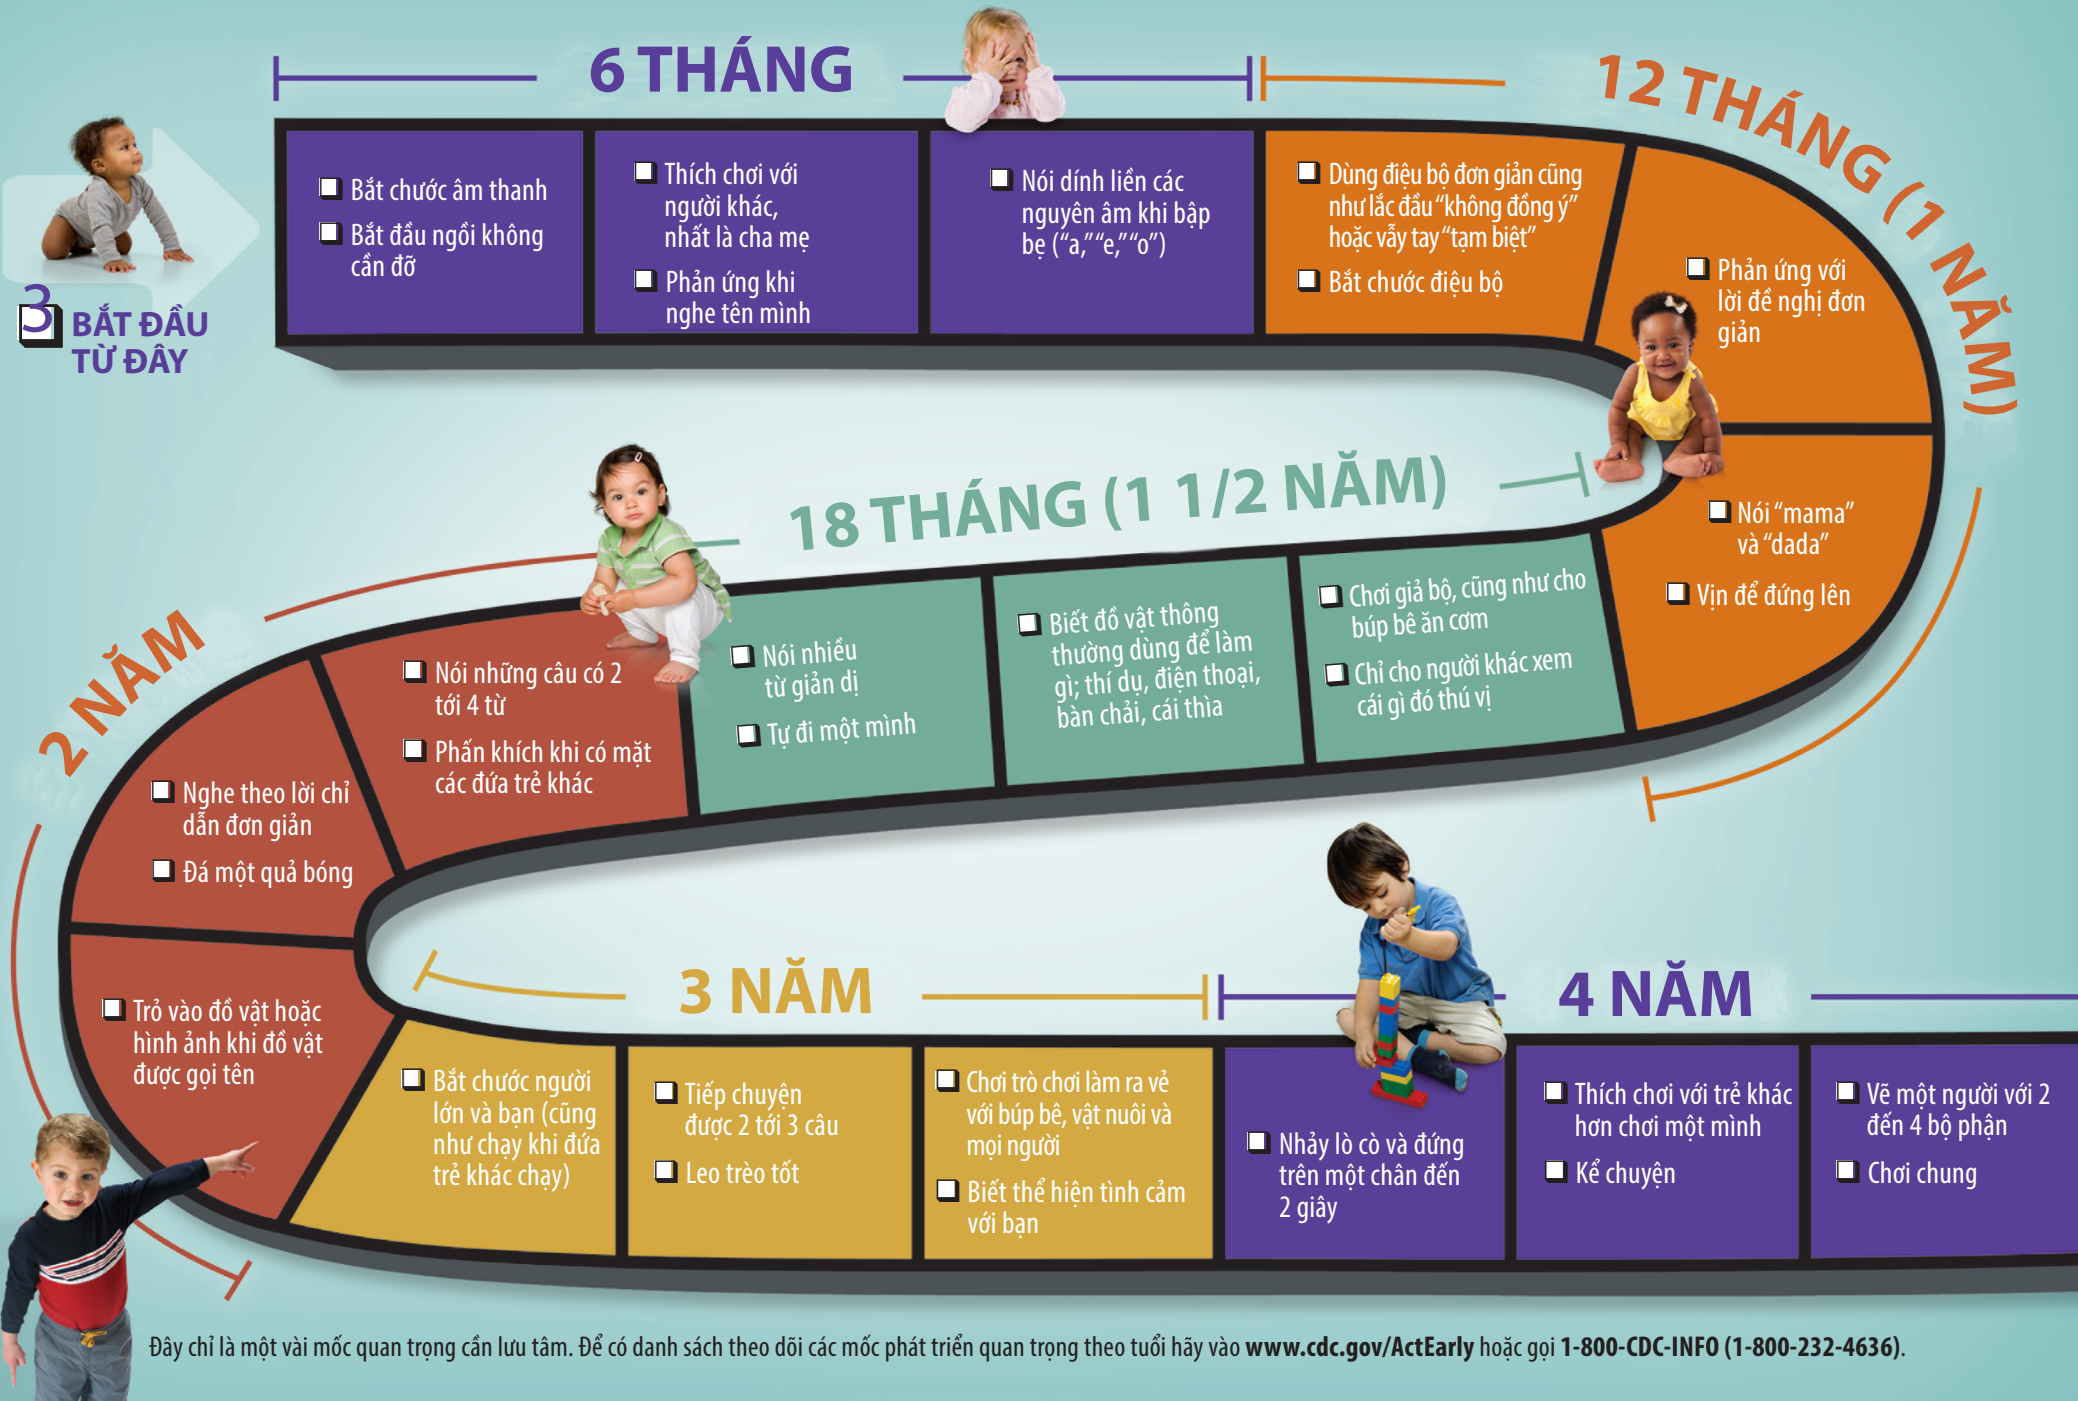 6 THÁNG
12 THÁNG (1 NĂM)
3
BẮT ĐẦU
TỪ ĐÂY
Bắt chước âm thanh
Bắt đầu ngồi không
cần đỡ
Thích chơi với
người khác,
nhất là cha mẹ
Phản ứng khi
nghe tên mình
Nói dính liền các
nguyên âm khi bập
bẹ (“a,”“e,”“o”)
Dùng điệu bộ đơn giản cũng
như lắc đầu “không đồng ý”
hoặc vẫy tay “tạm biệt”
Bắt chước điệu bộ
Phản ứng với
lời đề nghị đơn
giản
Nói “mama”
và “dada”
Vịn để đứng lên
18 THÁNG (1 1/2 NĂM)
Chơi giả bộ, cũng như cho
búp bê ăn cơm
Chỉ cho người khác xem
cái gì đó thú vị
Biết đồ vật thông
thường dùng để làm
gì; thí dụ, điện thoại,
bàn chải, cái thìa
Nói nhiều
từ giản dị
Tự đi một mình
2 NĂM
Nói những câu có 2
tới 4 từ
Phấn khích khi có mặt
các đứa trẻ khác
Nghe theo lời chỉ
dẫn đơn giản
Đá một quả bóng
Trỏ vào đồ vật hoặc
hình ảnh khi đồ vật
được gọi tên
3 NĂM
Bắt chước người
lớn và bạn (cũng
như chạy khi đứa
trẻ khác chạy)
Tiếp chuyện
được 2 tới 3 câu
Leo trèo tốt
Chơi trò chơi làm ra vẻ
với búp bê, vật nuôi và
mọi người
Biết thể hiện tình cảm
với bạn
4 NĂM
Nhảy lò cò và đứng
trên một chân đến
2 giây
Thích chơi với trẻ khác
hơn chơi một mình
Kể chuyện
Vẽ một người với 2
đến 4 bộ phận
Chơi chung
Đây chỉ là một vài mốc quan trọng cần lưu tâm. Để có danh sách theo dõi các mốc phát triển quan trọng theo tuổi hãy vào www.cdc.gov/ActEarly hoặc gọi 1-800-CDC-INFO (1-800-232-4636).